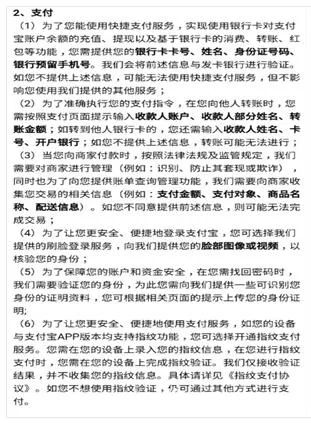 2、支付
（1）为了您能使用快捷支付服务，实现使用银行卡对支付
宝账户余额的充值、提现以及基于银行卡的消费、转账、红
包等功能，您需提供您的银行卡卡号、姓名、身份证号码、
银行预留手机号。我们会将前述信息与发卡银行进行验证。
如您不提供上述信息，可能无法使用快捷支付服务，但不影
响您使用我们提供的其他服务；
（2）为了准确执行您的支付指令，在您向他人转账时，您
需按照支付页面提示输入收款人账户、收款人部分姓名、转
账金额；如转到他人银行卡的，您还需输入收款人姓名、卡
号、开户银行；如您不提供上述信息，转账可能无法进行；
（3）当您向商家付款时，按照法律法规及监管规定，我们
需要对商家进行管理（例如：识别、防止其套现或欺诈），
同时也为了向您提供账单查询管理功能，我们需要向商家收
集您交易的相关信息（例如：支付金额、支付对象、商品名
称、配送信息）。如您不同意提供前述信息，则可能无法完
成交易；
（4）为了让您更安全、便捷地登录支付宝，您可选择我们
提供的刷脸登录服务，向我们提供您的脸部图像或视频，以
核验您的身份；
（5）为了保障您的账户和资金安全，在您需找回密码时，
我们需要验证您的身份，为此您需向我们提供一些可识别您
身份的证明资料，您可根据相关页面的提示上传您的身份证
明;
（6）为了让您更安全、便捷地使用支付服务，如您的设备
与支付宝APP版本均支持指纹功能，您可选择开通指纹支付
服务。您需在您的设备上录入您的指纹信息，在您进行指纹
支付时，您需在您的设备上完成指纹验证。我们仅接收验证
结果，并不收集您的指纹信息。具体请详见《指纹支付协
议》。如您不想使用指纹验证，仍可通过其他方式进行支
付。